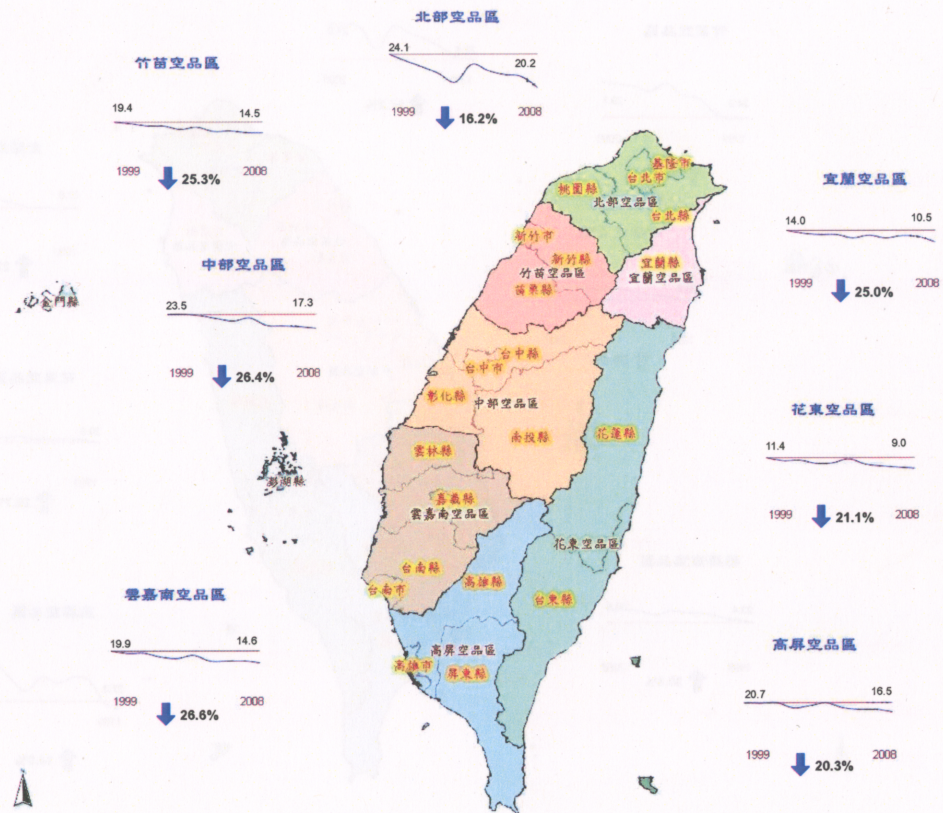 北部空品區
24.1 20.2
1999 16.2% 2008
竹苗空品區
19.4 14.5
1999 25.3% 2008
中部空品區
23.5 17.3
1999 26.4% 2008
雲嘉南空品區
19.9 14.6
1999 26.6% 2008
宜蘭空品區
14.0 10.5
1999 25.0% 2008
花東空品區
11.4 9.0
1999 21.1% 2008
高屏空品區
20.7 16.5
1999 20.3% 2008
金門縣
澎湖縣
基隆市
台北市
桃園縣
北部空品區
台北縣
新竹市
新竹縣
竹苗空品區
苗栗縣
宜蘭縣
宜蘭空品區
台中縣
台中市
彰化縣
中部空品區
南投縣
花蓮縣
雲林縣
嘉義縣
雲嘉南空品區
台南縣
台南市
花東空品區
台東縣
高雄縣
高屏空品區
高雄市
屏東縣